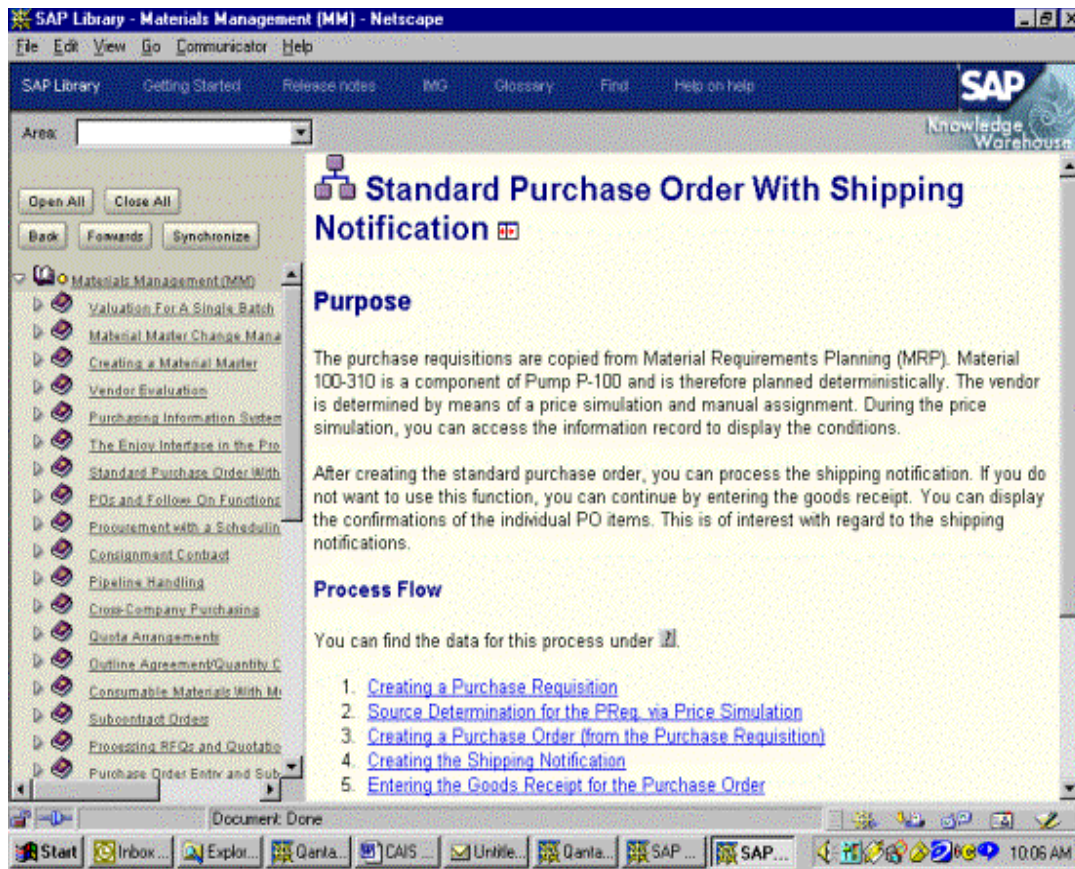 SAP Library - Materials Management (MM) - Netscape
File Edit View Go Communicator Help
SAP Library Getting Started Release notes IMG Glossary Find Help on help
SAP
Knowledge
Warehouse
Area:
Open All Close All
Back Forwards Synchronize
Materials Management (MM)
Valuation For A Single Batch
Material Master Change Mana
Creating a Material Master
Vendor Evaluation
Purchasing Information System
The Enjoy Interface in the Pro
Standard Purchase Order With
POs and Follow On Functions
Procurement with a Schedulin
Consignment Contract
Pipeline Handling
Cross-Company Purchasing
Quota Arrangements
Outline Agreement/Quantity C
Consumable Materials With M
Subcontract Orders
Processing RFQs and Quotatio
Purchase Order Entry and Sub
Standard Purchase Order With Shipping
Notification
Purpose
The purchase requisitions are copied from Material Requirements Planning (MRP). Material
100-310 is a component of Pump P-100 and is therefore planned deterministically. The vendor
is determined by means of a price simulation and manual assignment. During the price
simulation, you can access the information record to display the conditions.
After creating the standard purchase order, you can process the shipping notification. If you do
not want to use this function, you can continue by entering the goods receipt. You can display
the confirmations of the individual PO items. This is of interest with regard to the shipping
notifications.
Process Flow
You can find the data for this process under .
1. Creating a Purchase Requisition
2. Source Determination for the PReq. via Price Simulation
3. Creating a Purchase Order (from the Purchase Requisition)
4. Creating the Shipping Notification
5. Entering the Goods Receipt for the Purchase Order
Document: Done
Start Inbox... Explor... Qanta... CAIS ... Untitle... Qanta... SAP ... SAP... 10:06 AM